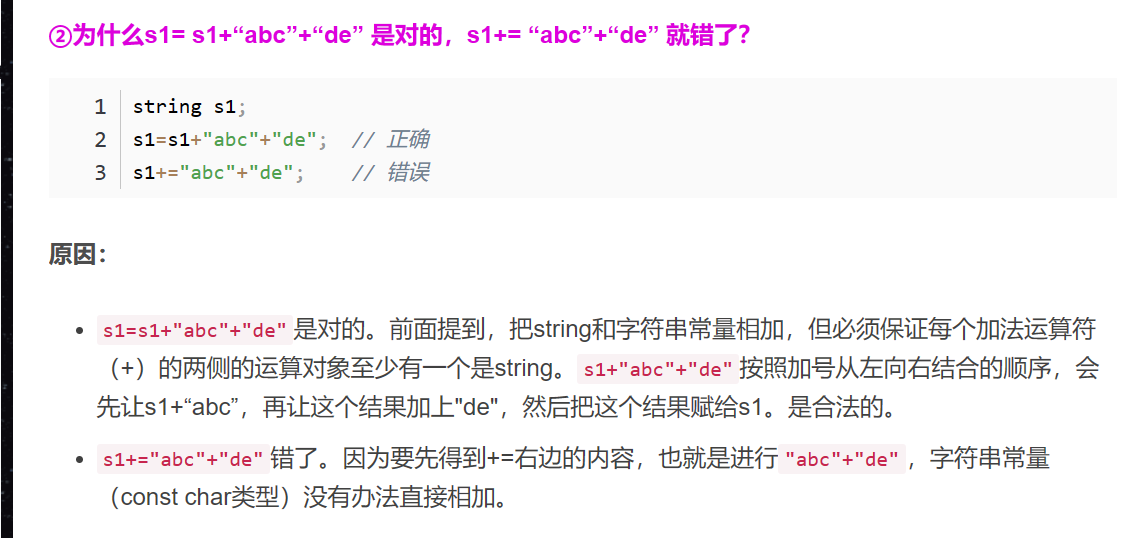 ②为什么s1= s1+“abc”+“de” 是对的，s1+= “abc”+“de” 就错了？
1 string s1;
2 s1=s1+"abc"+"de";  // 正确
3 s1+="abc"+"de";    // 错误
原因：
• s1=s1+"abc"+"de"是对的。前面提到，把string和字符串常量相加，但必须保证每个加法运算符
（+）的两侧的运算对象至少有一个是string。 s1+"abc"+"de"按照加号从左向右结合的顺序，会
先让s1+“abc”，再让这个结果加上"de"，然后把这个结果赋给s1。是合法的。
• s1+="abc"+"de"错了。因为要先得到+=右边的内容，也就是进行"abc"+"de"，字符串常量
（const char类型）没有办法直接相加。